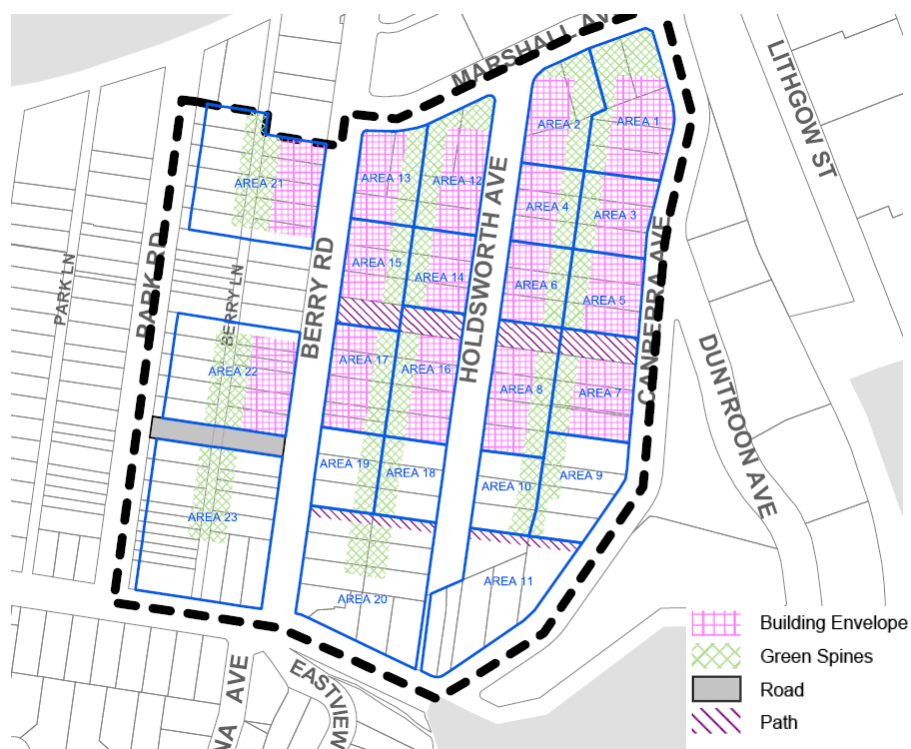 MARSHALL AV
LITHGOW ST
AREA 2
AREA 1
AREA 13
AREA 12
AREA 21
AREA 4
AREA 3
HOLDSWORTH AVE
CANBERRA AVE
PARK LN
PARK RD
BERRY LN
BERRY RD
AREA 15
AREA 14
AREA 6
AREA 5
DUNTROON AVE
AREA 22
AREA 17
AREA 16
AREA 8
AREA 7
AREA 19
AREA 18
AREA 10
AREA 9
AREA 23
AREA 20
AREA 11
NA AVE
EASTVIEW
Building Envelope
Green Spines
Road
Path